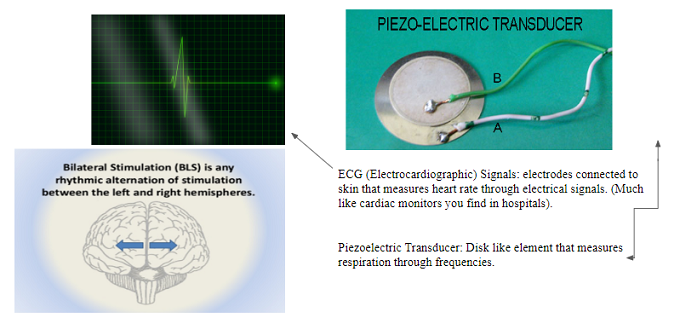 PIEZO-ELECTRIC TRANSDUCER
B
A
Bilateral Stimulation (BLS) is any
rhythmic alternation of stimulation
between the left and right hemispheres.
ECG (Electrocardiographic) Signals: electrodes connected to
skin that measures heart rate through electrical signals. (Much
like cardiac monitors you find in hospitals).
Piezoelectric Transducer: Disk like element that measures
respiration through frequencies.